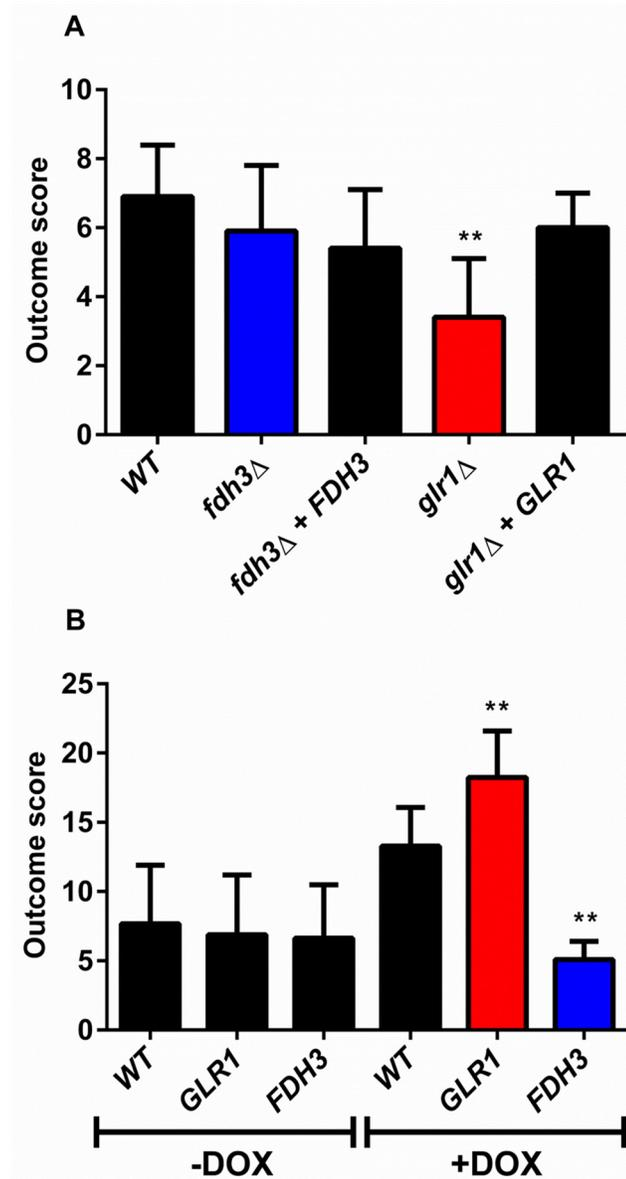 A
Outcome score
10
8
6
4
2
0
**
WT
fdh3Δ
fdh3Δ + FDH3
glr1Δ
glr1Δ + GLR1
B
Outcome score
25
20
15
10
5
0
**
**
WT
GLR1
FDH3
WT
GLR1
FDH3
-DOX
+DOX